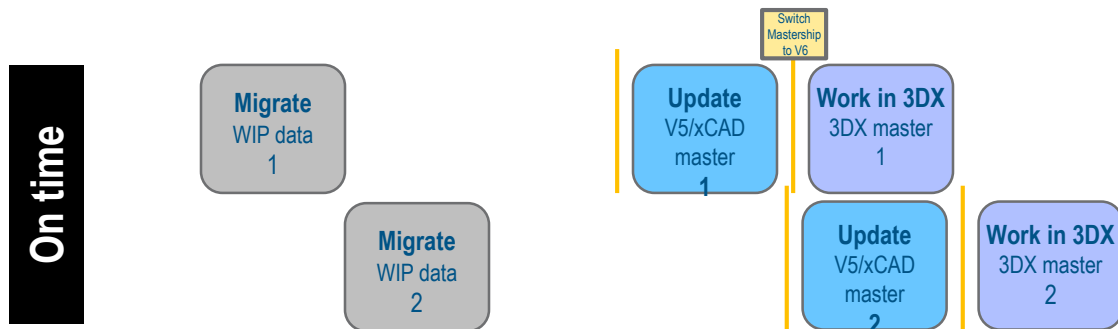 On time
Switch
Mastership
to V6
Migrate
WIP data
1
Update
V5/xCAD
master
1
Work in 3DX
3DX master
1
Migrate
WIP data
2
Update
V5/xCAD
master
2
Work in 3DX
3DX master
2